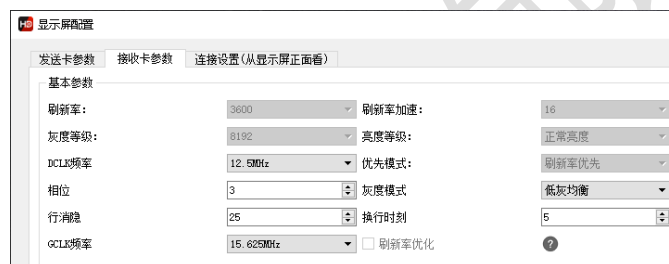 HD 显示屏配置
发送卡参数 接收卡参数 连接设置(从显示屏正面看)
基本参数
刷新率: 3600 刷新率加速: 16
灰度等级: 8192 亮度等级: 正常亮度
DCLK频率 12.5MHz 优先模式: 刷新率优先
相位 3 灰度模式 低灰均衡
行消隐 25 换行时刻 5
GCLK频率 15.625MHz 刷新率优化 ?